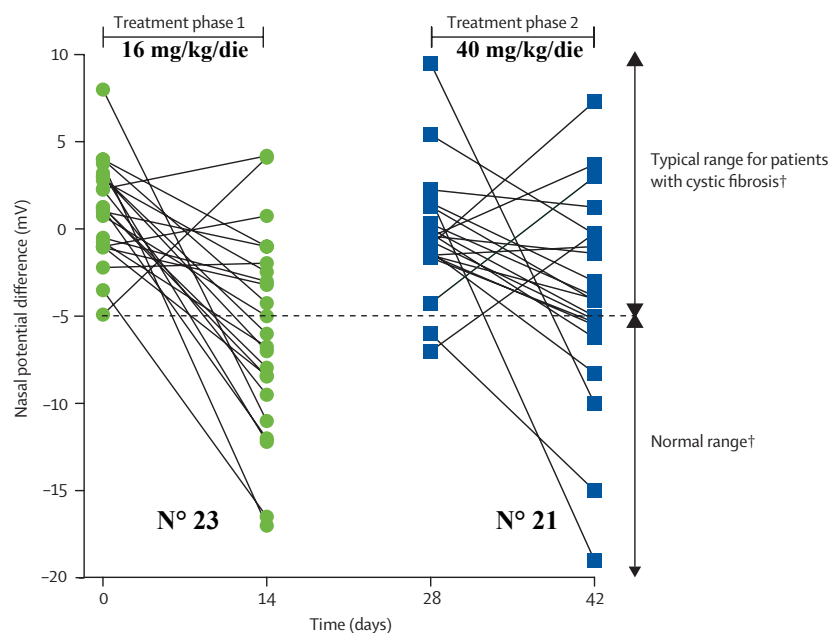 Treatment phase 1
Treatment phase 2
16 mg/kg/die
40 mg/kg/die
10
5
0
−5
−10
−15
−20
Nasal potential difference (mV)
Typical range for patients
with cystic fibrosis†
Normal range†
N° 23
N° 21
0
14
28
42
Time (days)